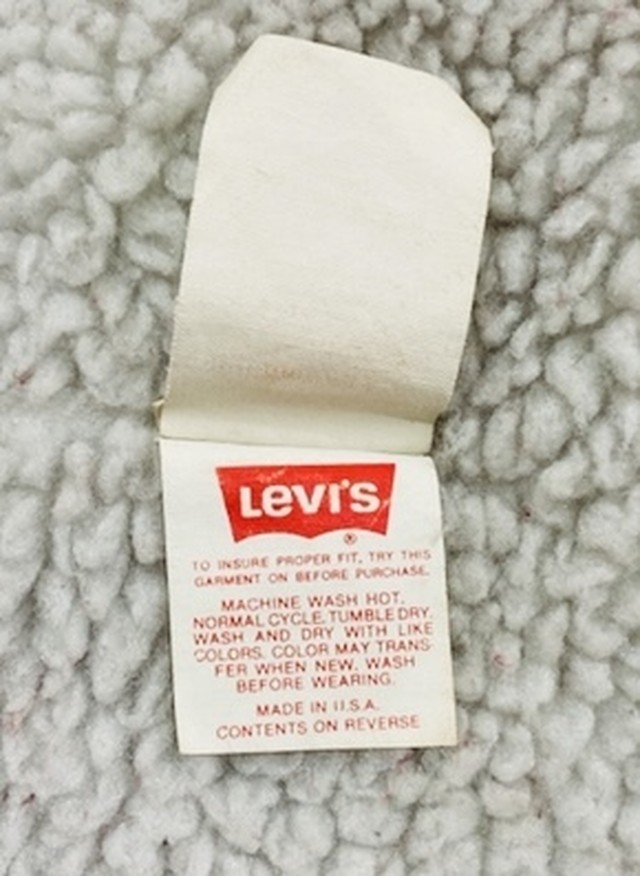 Levi's
®
TO INSURE PROPER FIT, TRY THIS
GARMENT ON BEFORE PURCHASE.
MACHINE WASH HOT,
NORMAL CYCLE, TUMBLE DRY.
WASH AND DRY WITH LIKE
COLORS. COLOR MAY TRANS-
FER WHEN NEW. WASH
BEFORE WEARING.
MADE IN U.S.A.
CONTENTS ON REVERSE